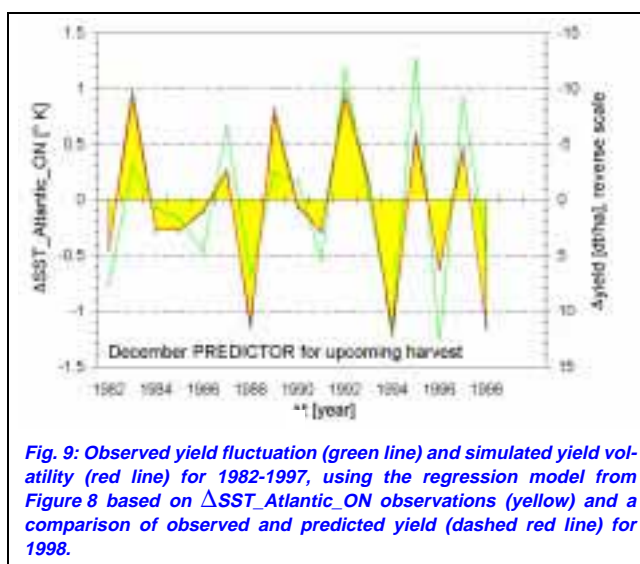 1.5
1
0.5
0
-0.5
-1
-1.5
ΔSST_Atlantic_ON [° K]
-15
-10
-5
0
5
10
15
Δyield [dt/ha], reverse scale
December PREDICTOR for upcoming harvest
1982 1984 1986 1988 1990 1992 1994 1996 1998
[year]
Fig. 9: Observed yield fluctuation (green line) and simulated yield vol-
atility (red line) for 1982-1997, using the regression model from
Figure 8 based on ΔSST_Atlantic_ON observations (yellow) and a
comparison of observed and predicted yield (dashed red line) for
1998.